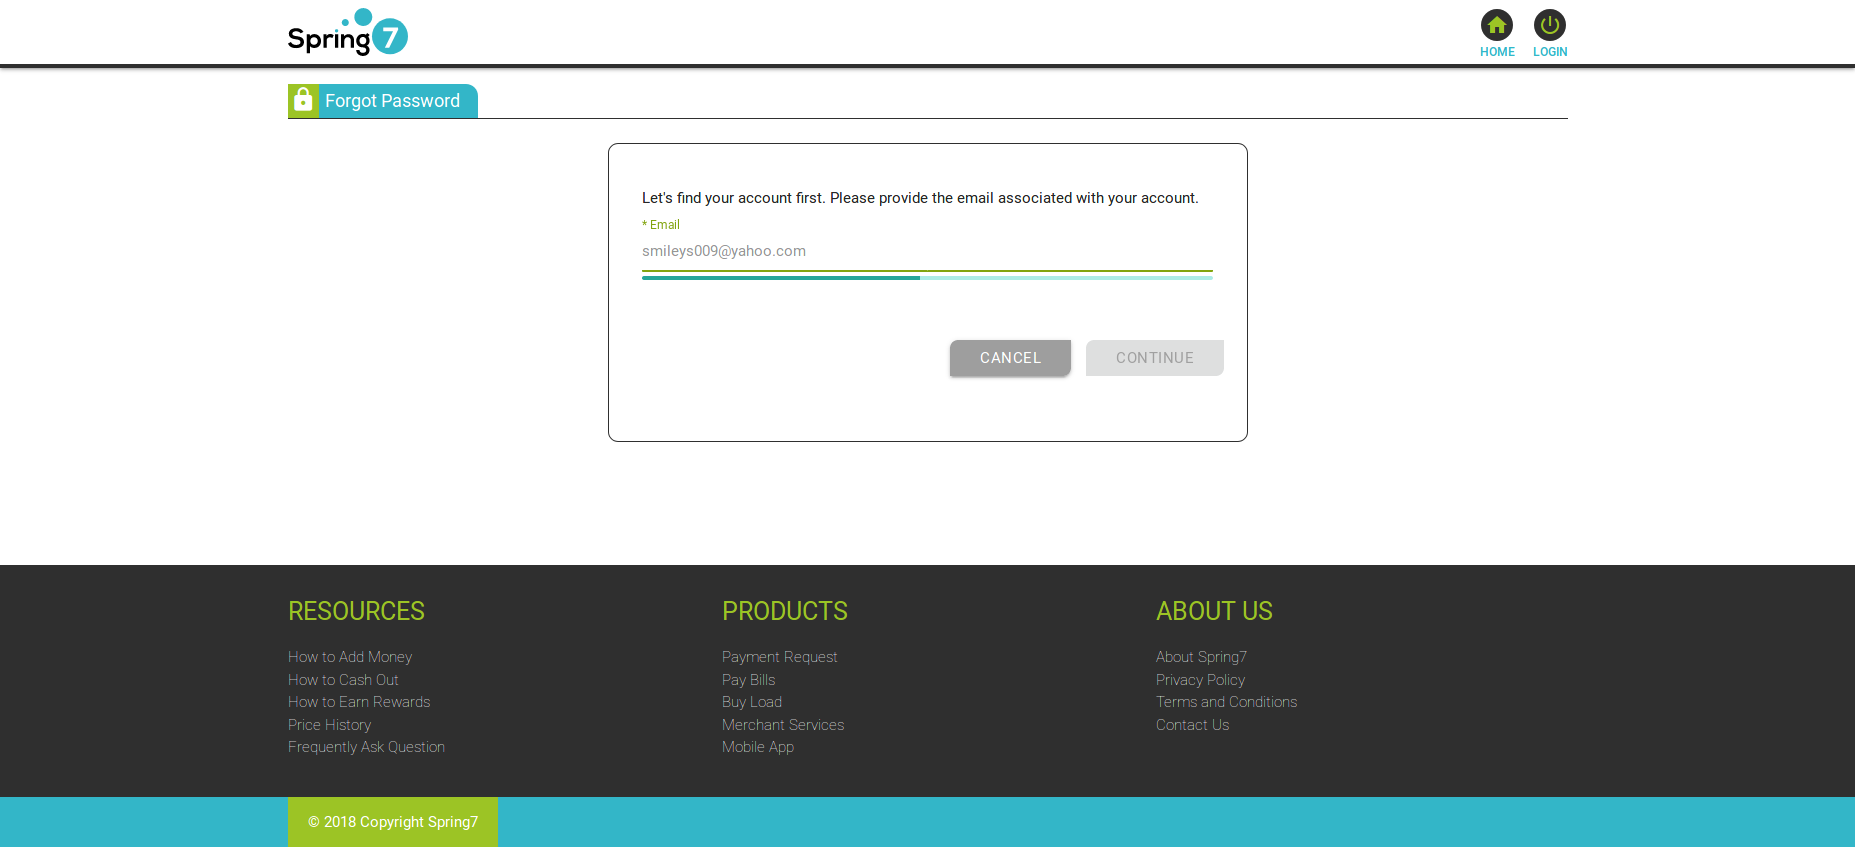 Spring7
HOME
LOGIN
Forgot Password
Let's find your account first. Please provide the email associated with your account.
* Email
smileys009@yahoo.com
CANCEL
CONTINUE
RESOURCES
How to Add Money
How to Cash Out
How to Earn Rewards
Price History
Frequently Ask Question
PRODUCTS
Payment Request
Pay Bills
Buy Load
Merchant Services
Mobile App
ABOUT US
About Spring7
Privacy Policy
Terms and Conditions
Contact Us
© 2018 Copyright Spring7